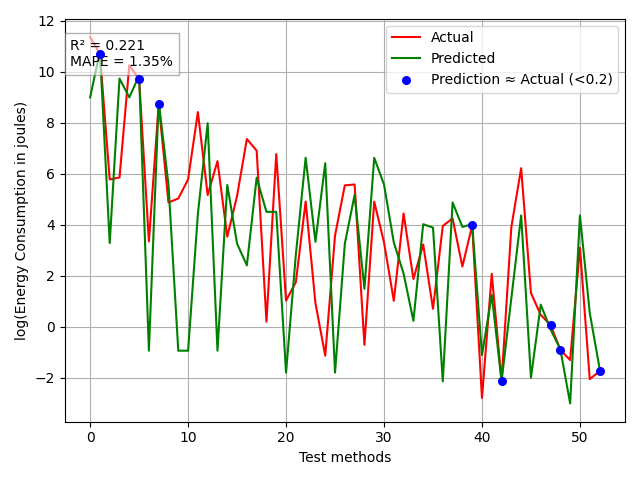 R² = 0.221
MAPE = 1.35%
Actual
Predicted
Prediction ≈ Actual (<0.2)
log(Energy Consumption in joules)
12
10
8
6
4
2
0
−2
0
10
20
30
40
50
Test methods